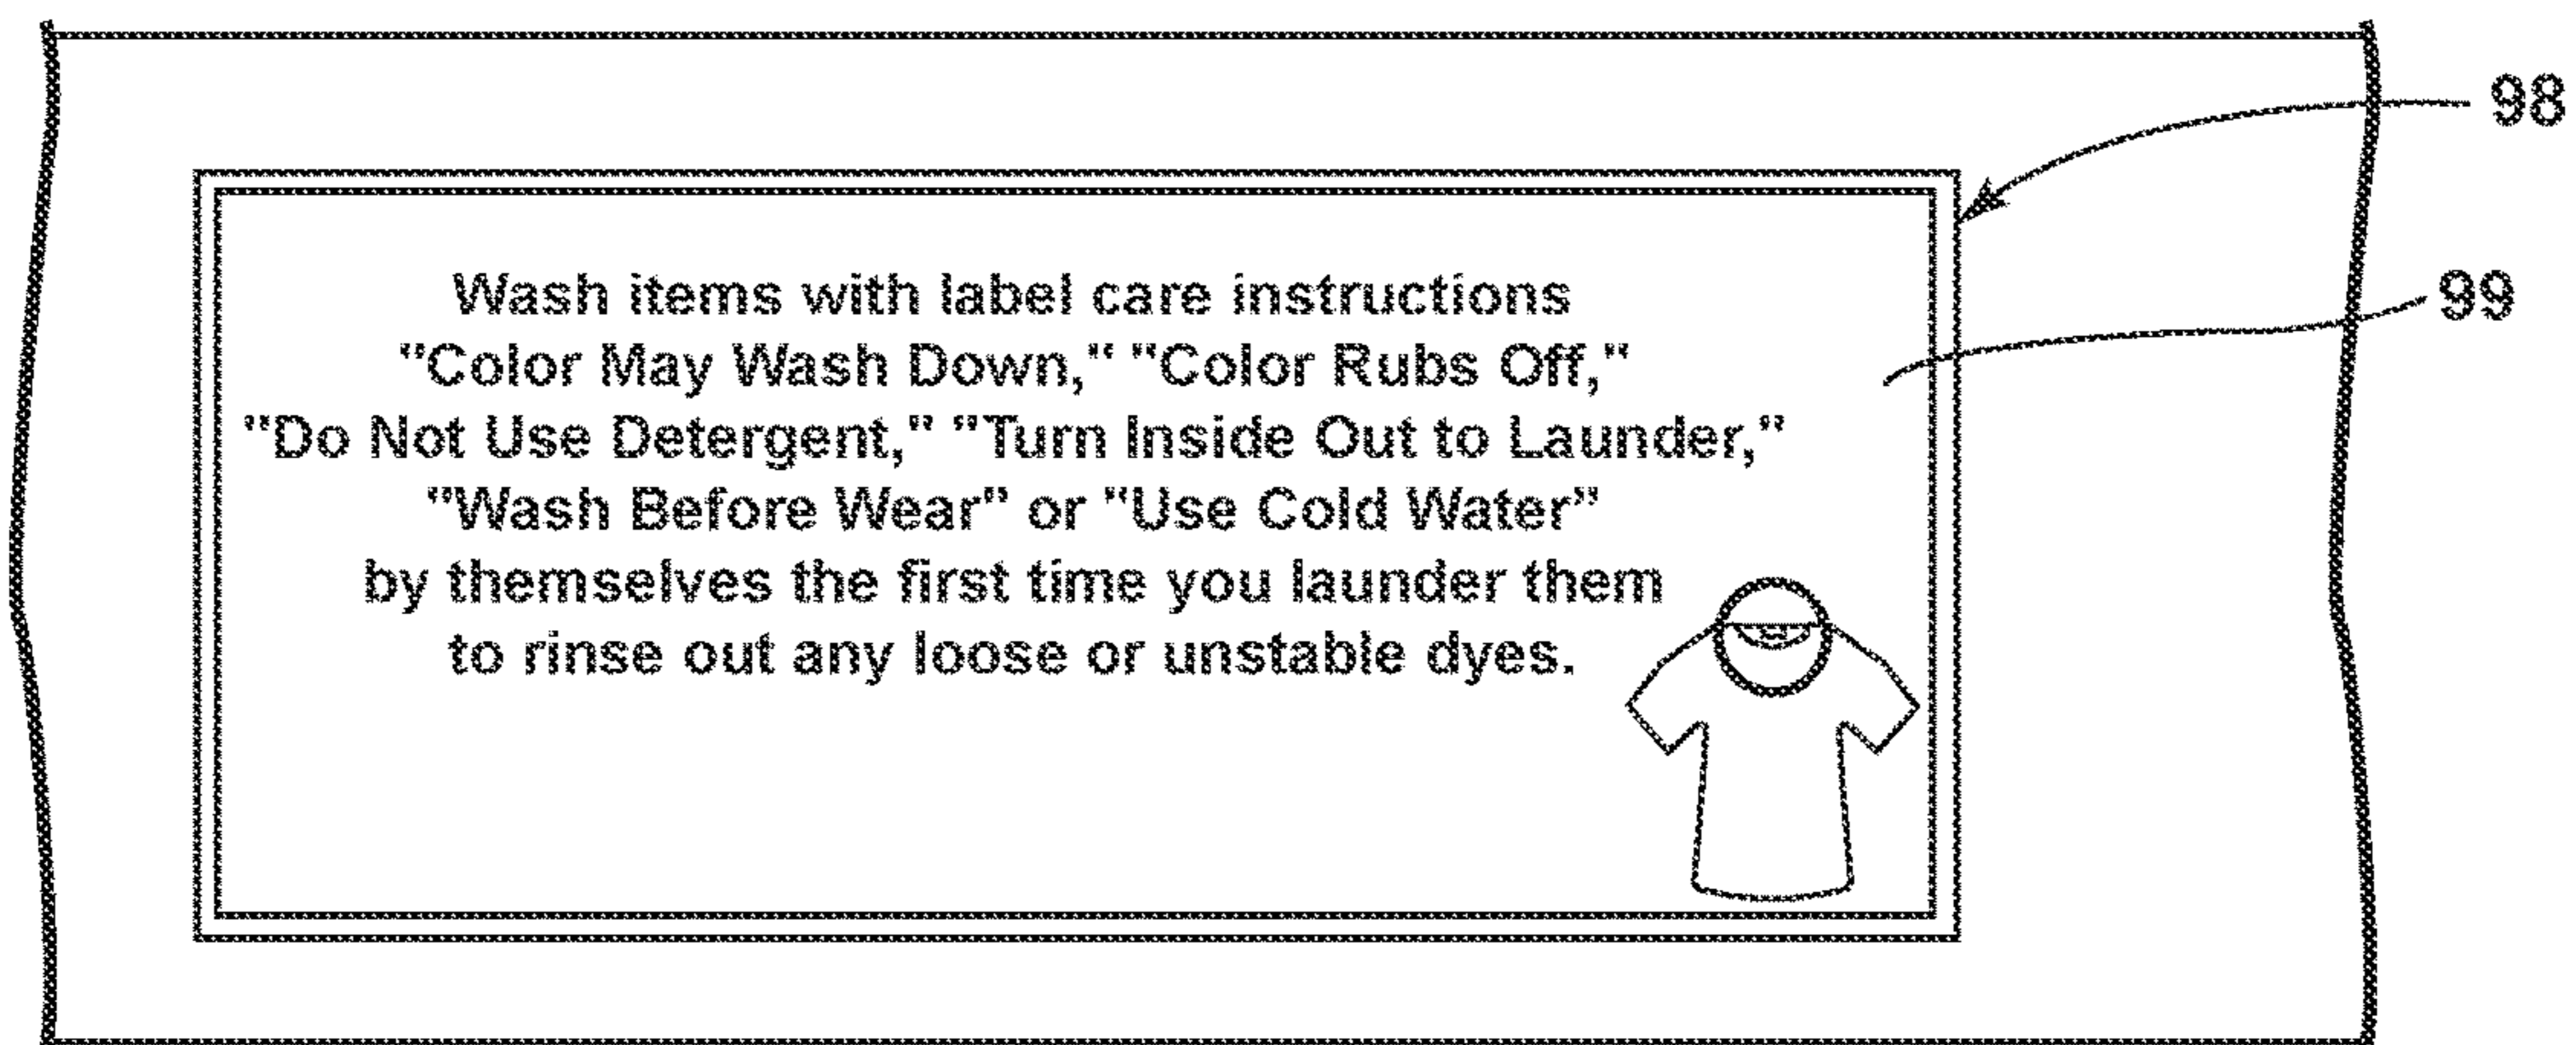 98
Wash items with label care instructions
99
"Color May Wash Down," "Color Rubs Off,"
"Do Not Use Detergent," "Turn Inside Out to Launder,"
"Wash Before Wear" or "Use Cold Water"
by themselves the first time you launder them
to rinse out any loose or unstable dyes.